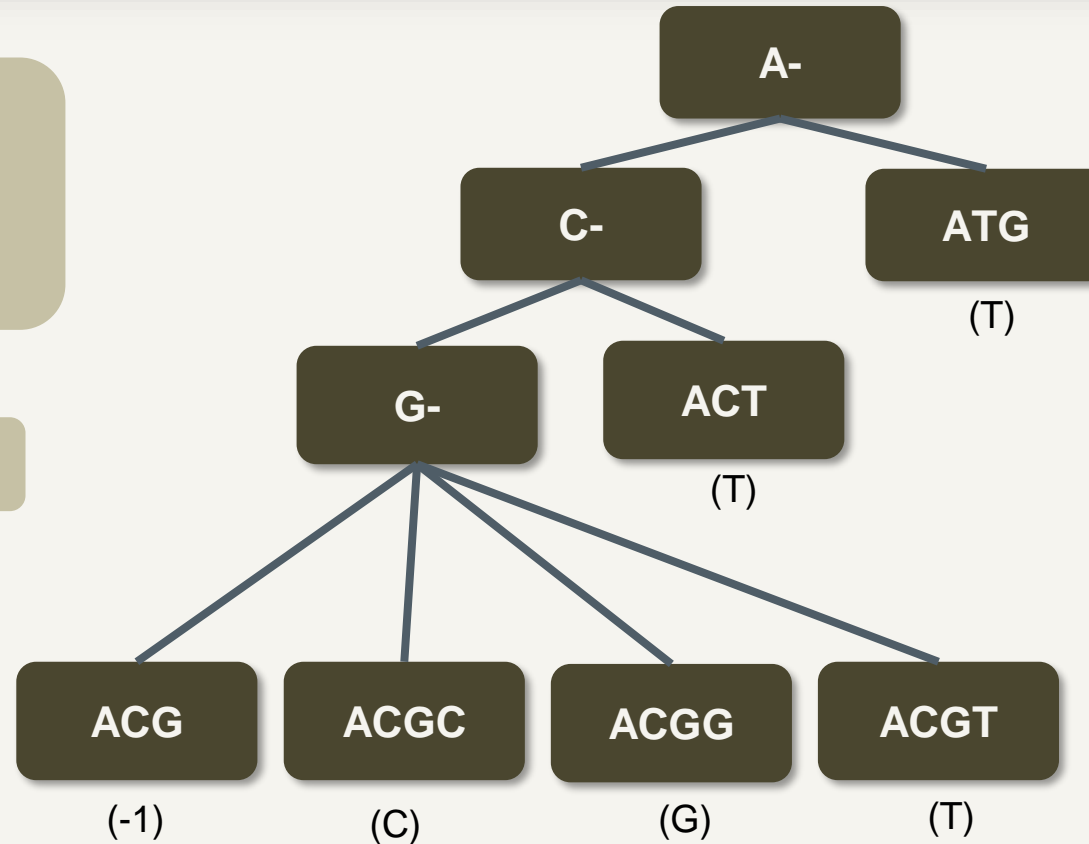 A-
C-
ATG
(T)
G-
ACT
(T)
ACG
ACGC
ACGG
ACGT
(-1)
(C)
(G)
(T)